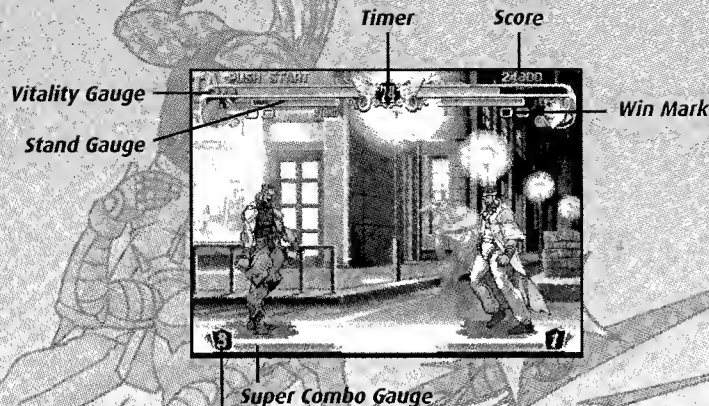 Timer
Score
PUSH START
24300
Vitality Gauge
Win Mark
Stand Gauge
3
1
Super Combo Gauge